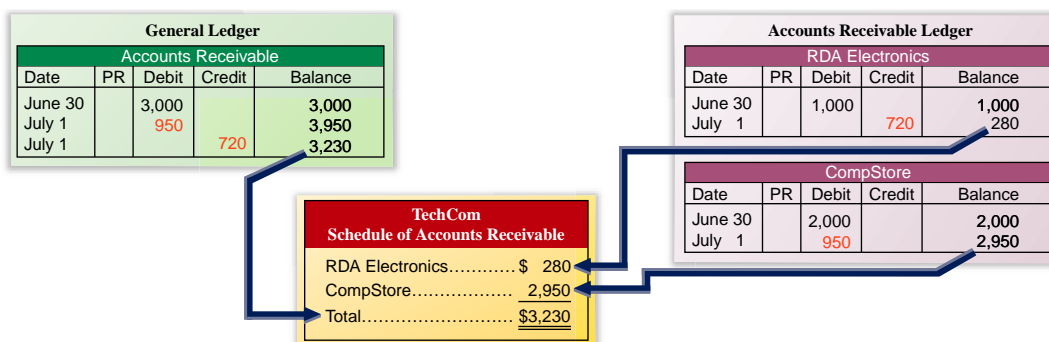 General Ledger
Accounts Receivable
Date PR Debit Credit Balance
June 30 3,000 3,000
July 1 950 3,950
July 1 720 3,230
Accounts Receivable Ledger
RDA Electronics
Date PR Debit Credit Balance
June 30 1,000 1,000
July 1 720 280
CompStore
Date PR Debit Credit Balance
June 30 2,000 2,000
July 1 950 2,950
TechCom
Schedule of Accounts Receivable
RDA Electronics………… $ 280
CompStore……………… 2,950
Total……………………… $3,230